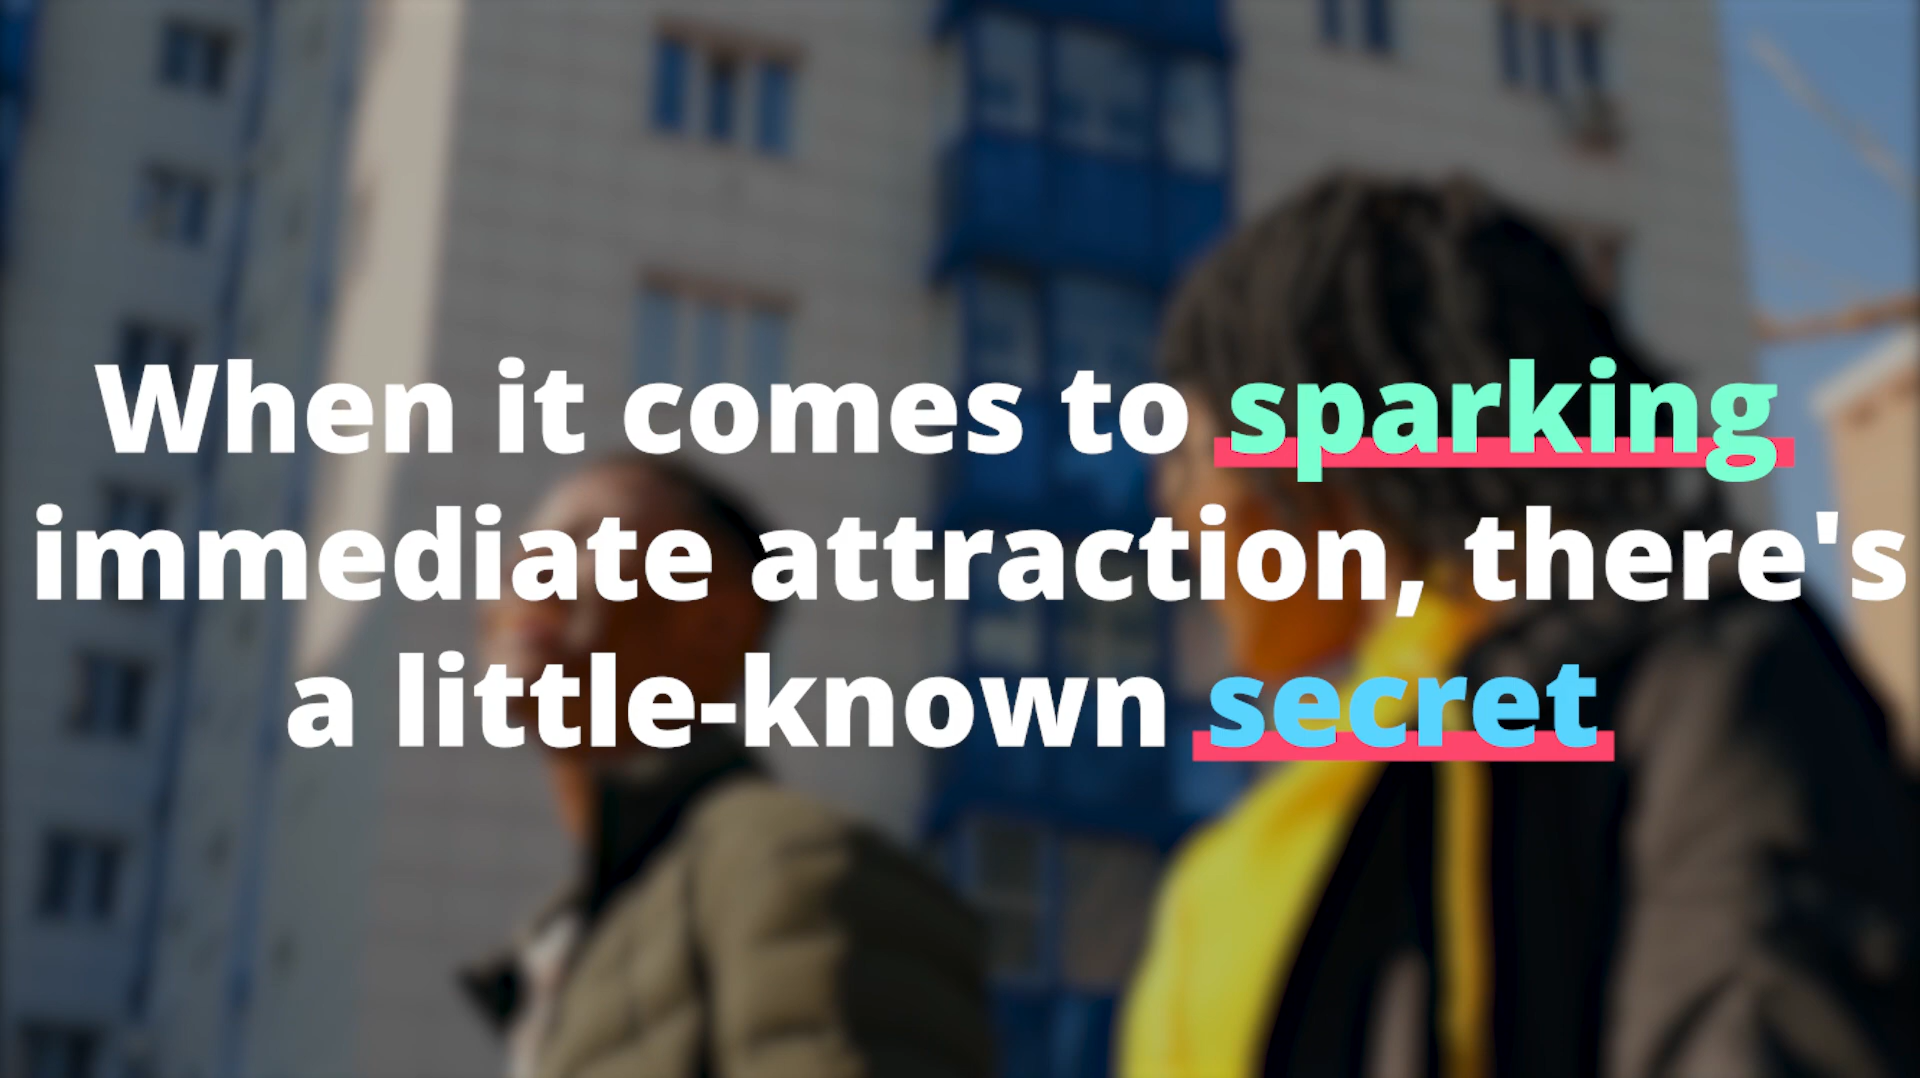 When it comes to sparking
immediate attraction, there's
a little-known secret